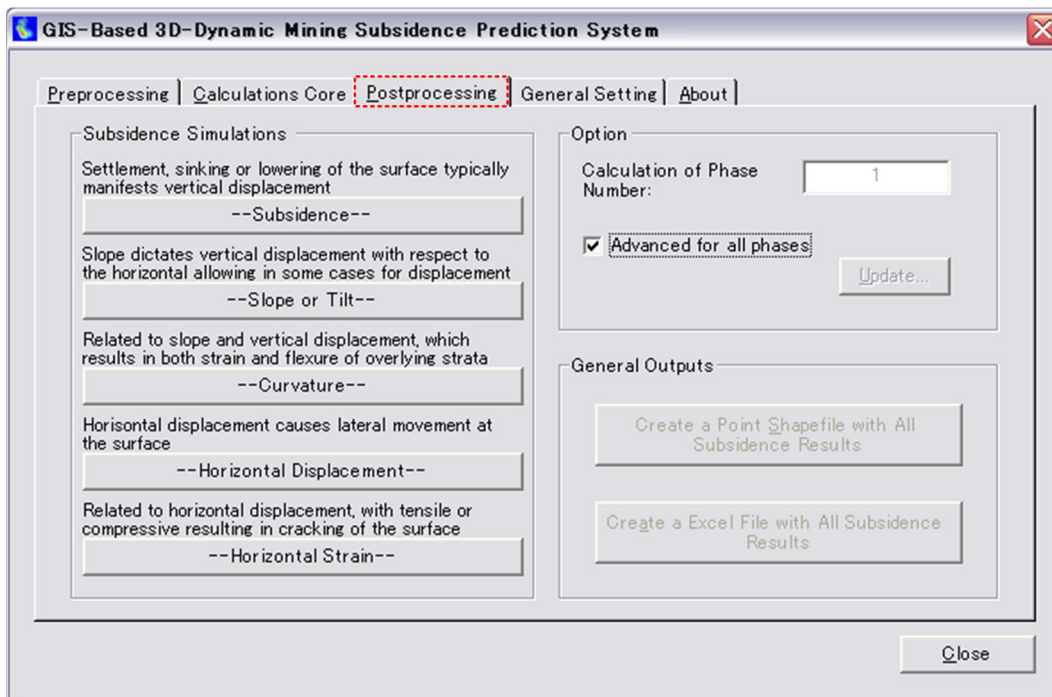 GIS-Based 3D-Dynamic Mining Subsidence Prediction System
Preprocessing
Calculations Core
Postprocessing
General Setting
About
Subsidence Simulations
Settlement, sinking or lowering of the surface typically
manifests vertical displacement
--Subsidence--
Slope dictates vertical displacement with respect to
the horizontal allowing in some cases for displacement
--Slope or Tilt--
Related to slope and vertical displacement, which
results in both strain and flexure of overlying strata
--Curvature--
Horisontal displacement causes lateral movement at
the surface
--Horizontal Displacement--
Related to horizontal displacement, with tensile or
compressive resulting in cracking of the surface
--Horizontal Strain--
Option
Calculation of Phase
Number:
1
Advanced for all phases
Update...
General Outputs
Create a Point Shapefile with All
Subsidence Results
Create a Excel File with All Subsidence
Results
Close